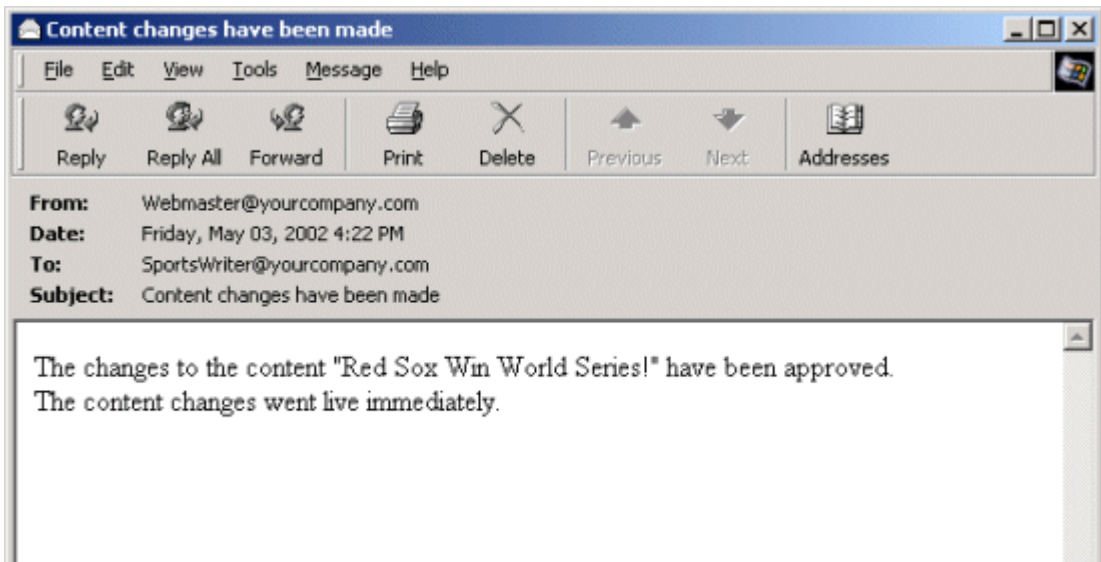 Content changes have been made
File Edit View Tools Message Help
Reply Reply All Forward Print Delete Previous Next Addresses
From: Webmaster@yourcompany.com
Date: Friday, May 03, 2002 4:22 PM
To: SportsWriter@yourcompany.com
Subject: Content changes have been made
The changes to the content "Red Sox Win World Series!" have been approved.
The content changes went live immediately.